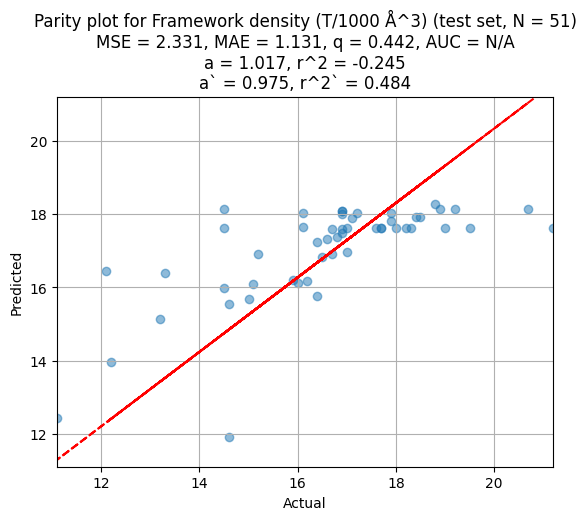 Parity plot for Framework density (T/1000 Å^3) (test set, N = 51)
MSE = 2.331, MAE = 1.131, q = 0.442, AUC = N/A
a = 1.017, r^2 = -0.245
a` = 0.975, r^2` = 0.484
20
18
16
14
12
Predicted
12
14
16
18
20
Actual